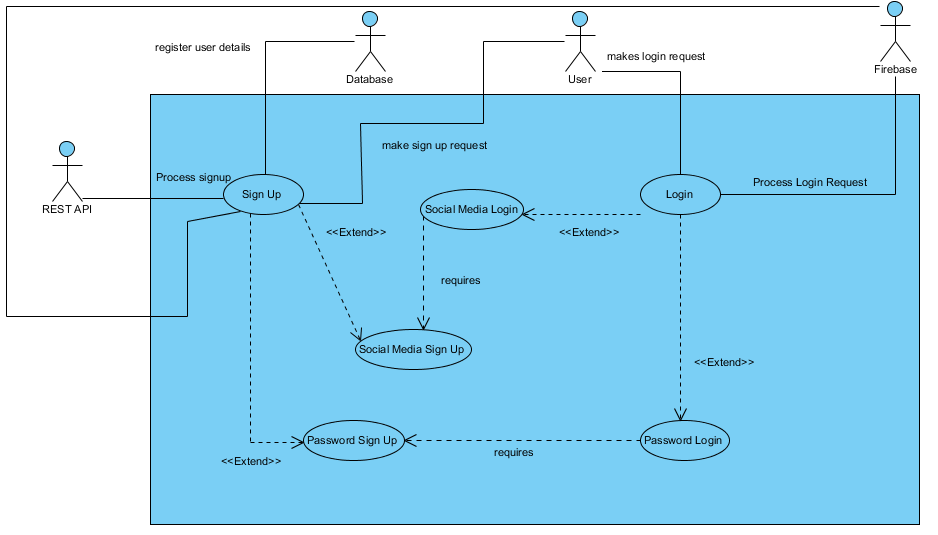 register user details
makes login request
Database
User
Firebase
make sign up request
Process signup
Process Login Request
Sign Up
Login
REST API
Social Media Login
<<Extend>>
<<Extend>>
requires
Social Media Sign Up
<<Extend>>
Password Sign Up
Password Login
requires
<<Extend>>